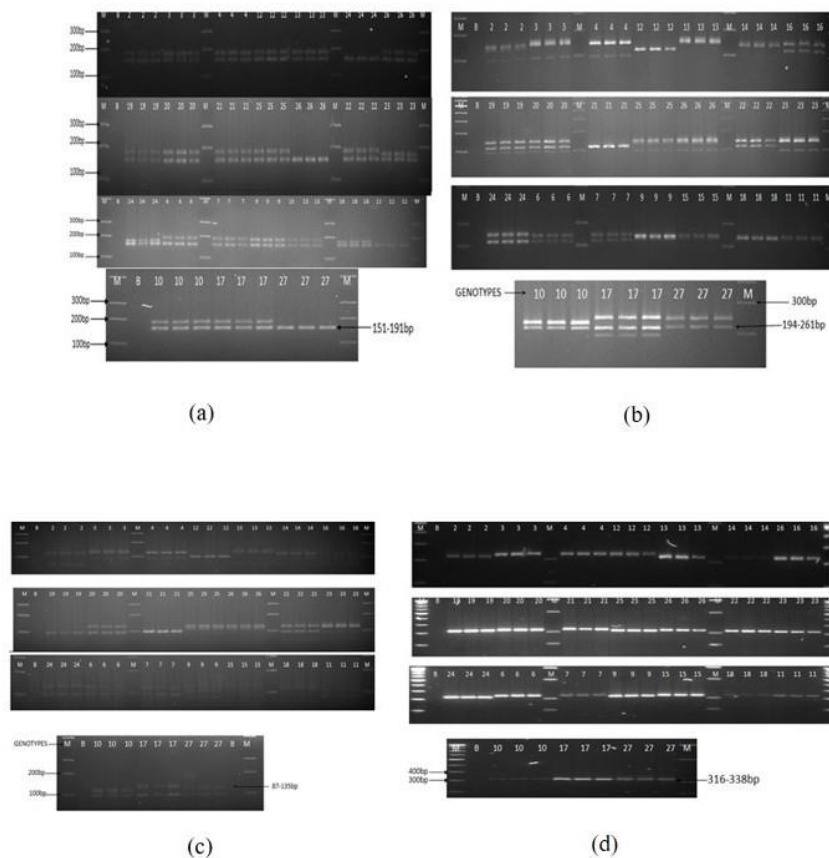 M B 2 2 2 3 3 3 M 4 4 4 12 12 12 13 13 13 M 14 14 14 16 16 16 M
300bp
200bp
100bp
M B 19 19 19 20 20 20 M 21 21 21 25 25 25 26 26 26 M 22 22 22 23 23 23 M
300bp
200bp
100bp
M B 24 24 24 6 6 6 M 7 7 7 9 9 9 15 15 15 M 18 18 18 11 11 11 M
300bp
200bp
100bp
M B 10 10 10 17 17 17 27 27 27 M
300bp
200bp
100bp
151-191bp
(a)
M B 2 2 2 3 3 3 M 4 4 4 12 12 12 13 13 13 M 14 14 14 16 16 16 M
M B 19 19 19 20 20 20 M 21 21 21 25 25 25 26 26 26 M 22 22 22 23 23 23 M
M B 24 24 24 6 6 6 M 7 7 7 9 9 9 15 15 15 M 18 18 18 11 11 11 M
GENOTYPES 10 10 10 17 17 17 27 27 27 M
300bp
194-261bp
(b)
M B 2 2 2 3 3 3 M 4 4 4 12 12 12 13 13 13 M 14 14 14 16 16 16 M
M B 19 19 19 20 20 20 M 21 21 21 25 25 25 26 26 26 M 22 22 22 23 23 23 M
M B 24 24 24 6 6 6 M 7 7 7 9 9 9 15 15 15 M 18 18 18 11 11 11 M
GENOTYPES M B 10 10 10 17 17 17 27 27 27 B M
200bp
100bp
87-135bp
(c)
M B 2 2 2 3 3 3 M 4 4 4 12 12 12 13 13 13 M 14 14 14 16 16 16 M
B 19 19 19 20 20 20 M 21 21 21 25 25 25 26 26 26 M 22 22 22 23 23 23
B 24 24 24 6 6 6 M 7 7 7 9 9 9 15 15 15 M 18 18 18 11 11 11
M B 10 10 10 17 17 17 27 27 27 M
400bp
300bp
316-338bp
(d)